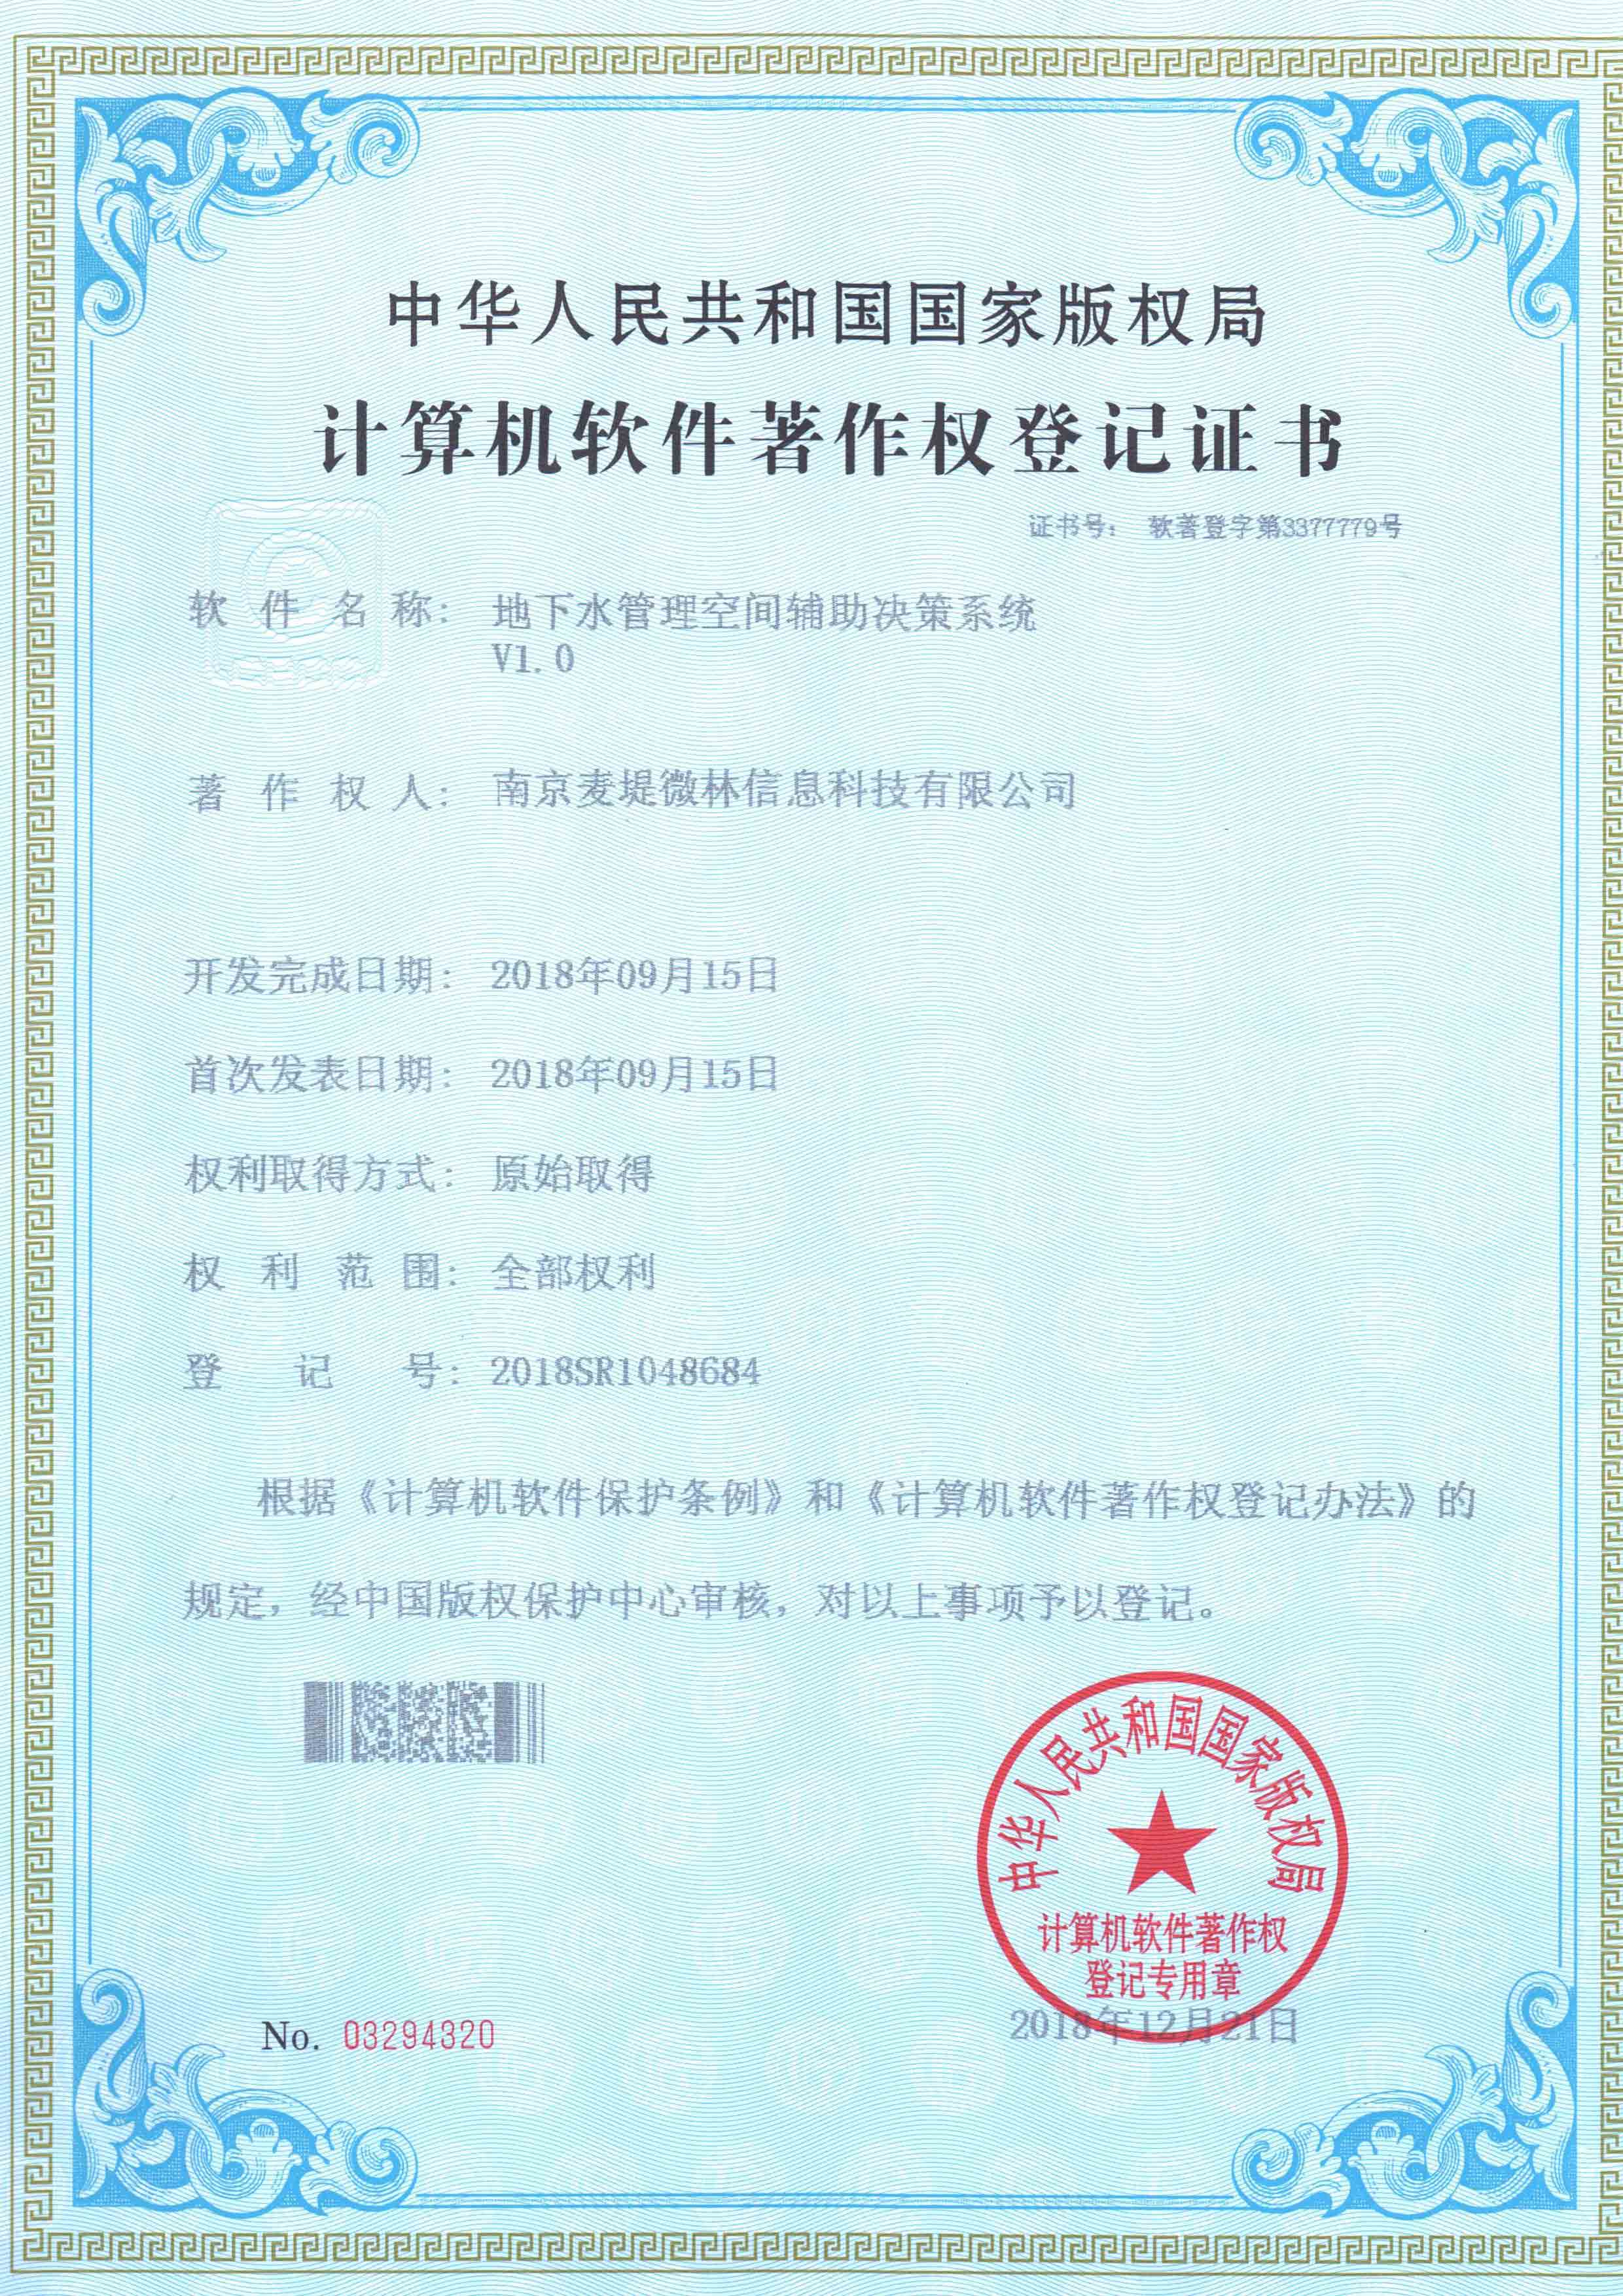 中华人民共和国国家版权局
计算机软件著作权登记证书
证书号： 软著登字第3377779号
软件名称： 地下水管理空间辅助决策系统
V1.0
著作权人： 南京麦堤微林信息科技有限公司
开发完成日期： 2018年09月15日
首次发表日期： 2018年09月15日
权利取得方式： 原始取得
权利范围： 全部权利
登记号： 2018SR1048684
根据《计算机软件保护条例》和《计算机软件著作权登记办法》的
规定，经中国版权保护中心审核，对以上事项予以登记。
中华人民共和国国家版权局
计算机软件著作权
登记专用章
No. 03294320
2018年12月21日